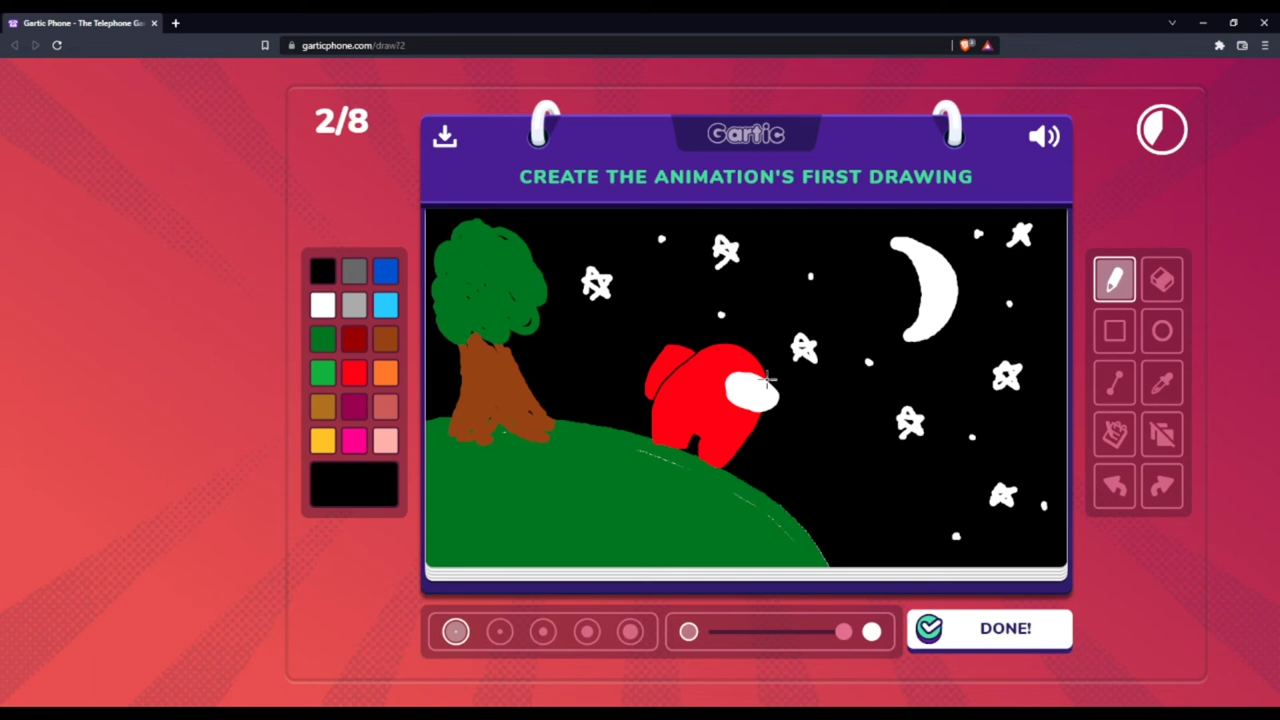 Gartic Phone - The Telephone Ga
garticphone.com/draw?2
2/8
Gartic
CREATE THE ANIMATION'S FIRST DRAWING
DONE!